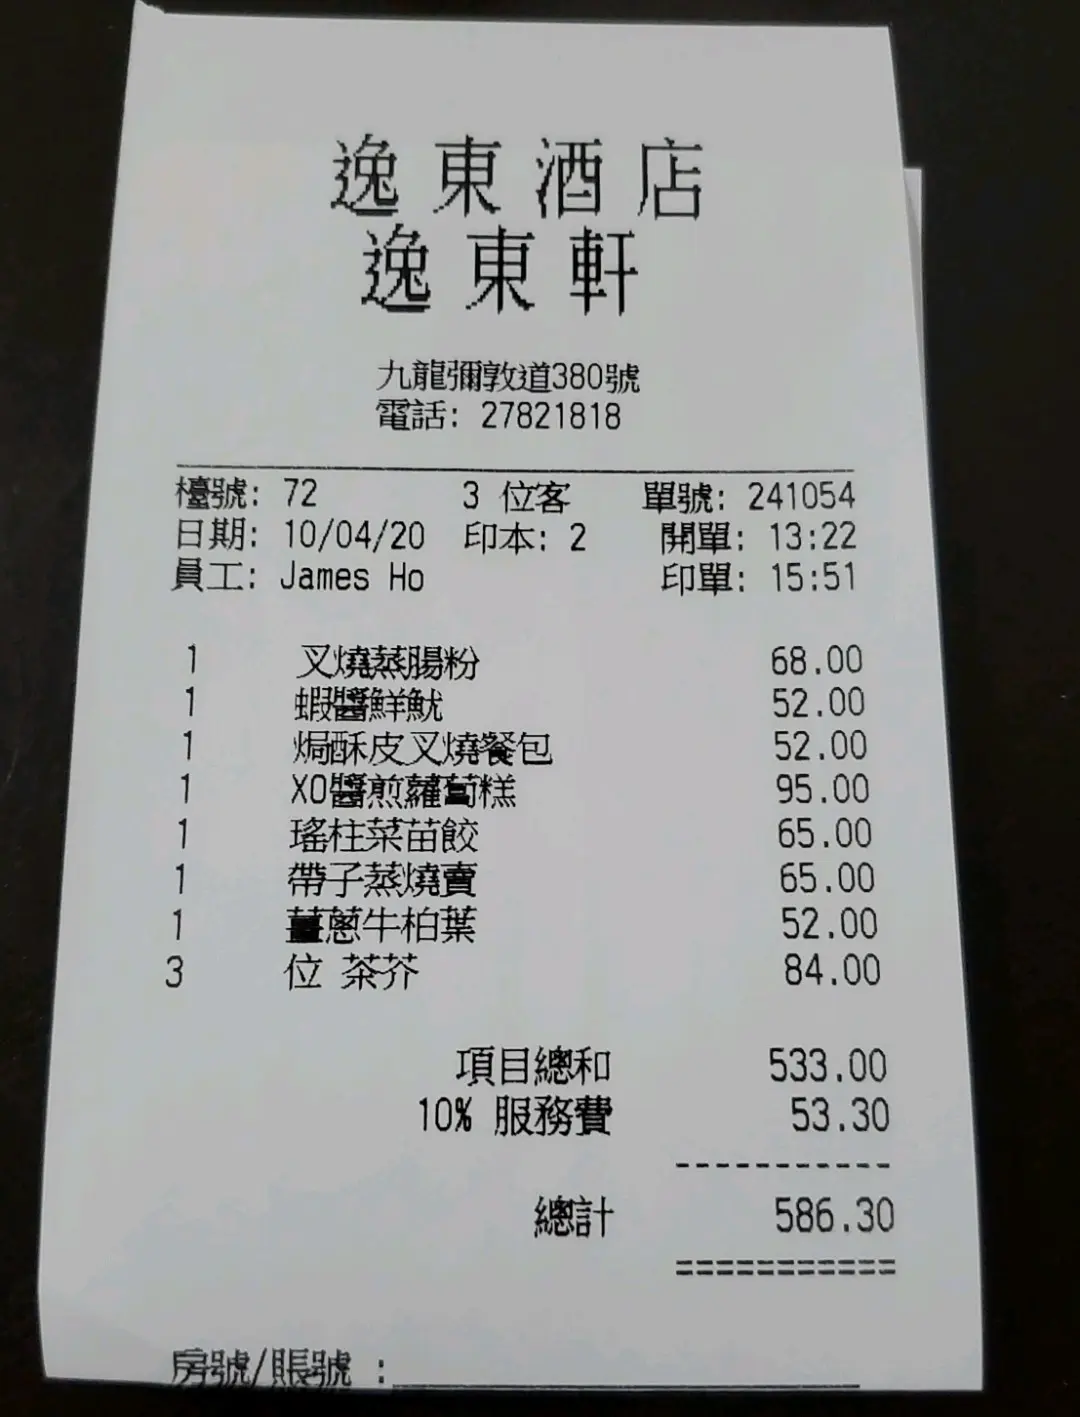 逸東酒店
逸東軒
九龍彌敦道380號
電話: 27821818
檯號: 72 3 位客 單號: 241054
日期: 10/04/20 印本: 2 開單: 13:22
員工: James Ho 印單: 15:51
1 叉燒蒸腸粉 68.00
1 蝦醬鮮魷 52.00
1 焗酥皮叉燒餐包 52.00
1 XO醬煎蘿蔔糕 95.00
1 瑤柱菜苗餃 65.00
1 帶子蒸燒賣 65.00
1 薑蔥牛柏葉 52.00
3 位 茶芥 84.00
項目總和 533.00
10% 服務費 53.30
-----------
總計 586.30
===========
房號/賬號 :